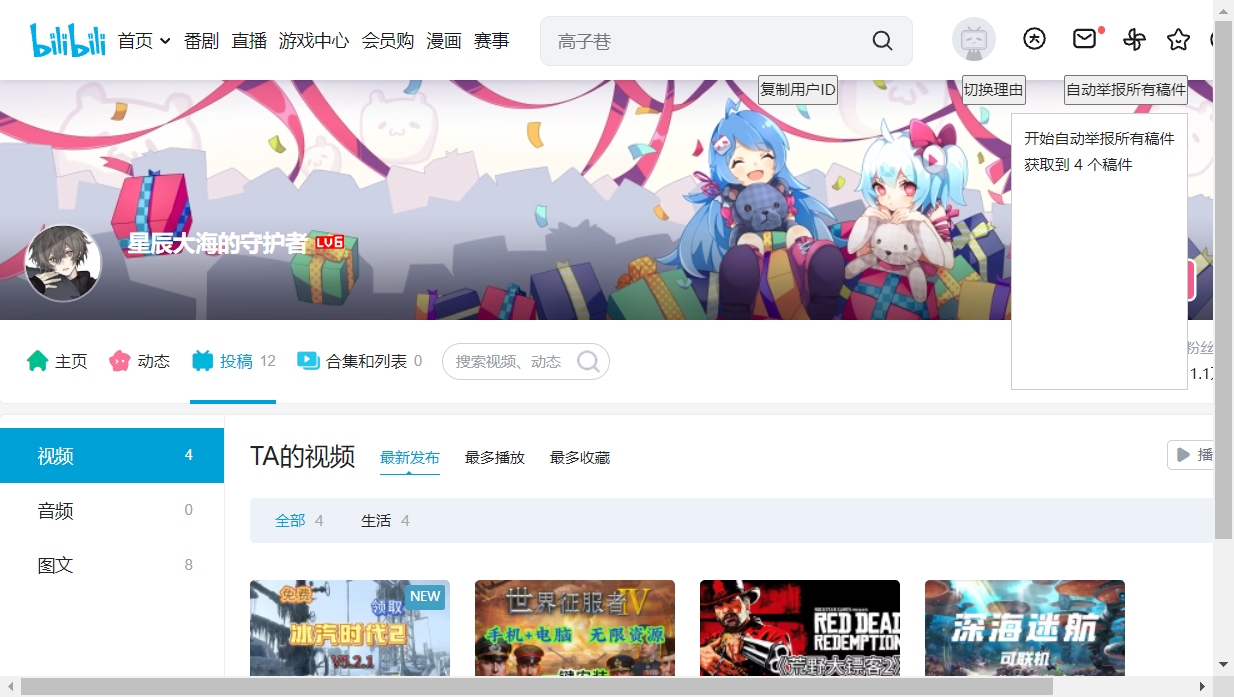 bilibili 首页 番剧 直播 游戏中心 会员购 漫画 赛事 高子巷
复制用户ID 切换理由 自动举报所有稿件
开始自动举报所有稿件
获取到 4 个稿件
星辰大海的守护者 LV6
主页 动态 投稿 12 合集和列表 0 搜索视频、动态
粉丝
1.1
视频 4
音频 0
图文 8
TA的视频 最新发布 最多播放 最多收藏 播
全部 4 生活 4
NEW
免费 领取
冰汽时代2
V5.2.1
世界征服者IV
手机+电脑 无限资源
一键安装
RED DEAD
REDEMPTION
《荒野大镖客2》
深海迷航
可联机